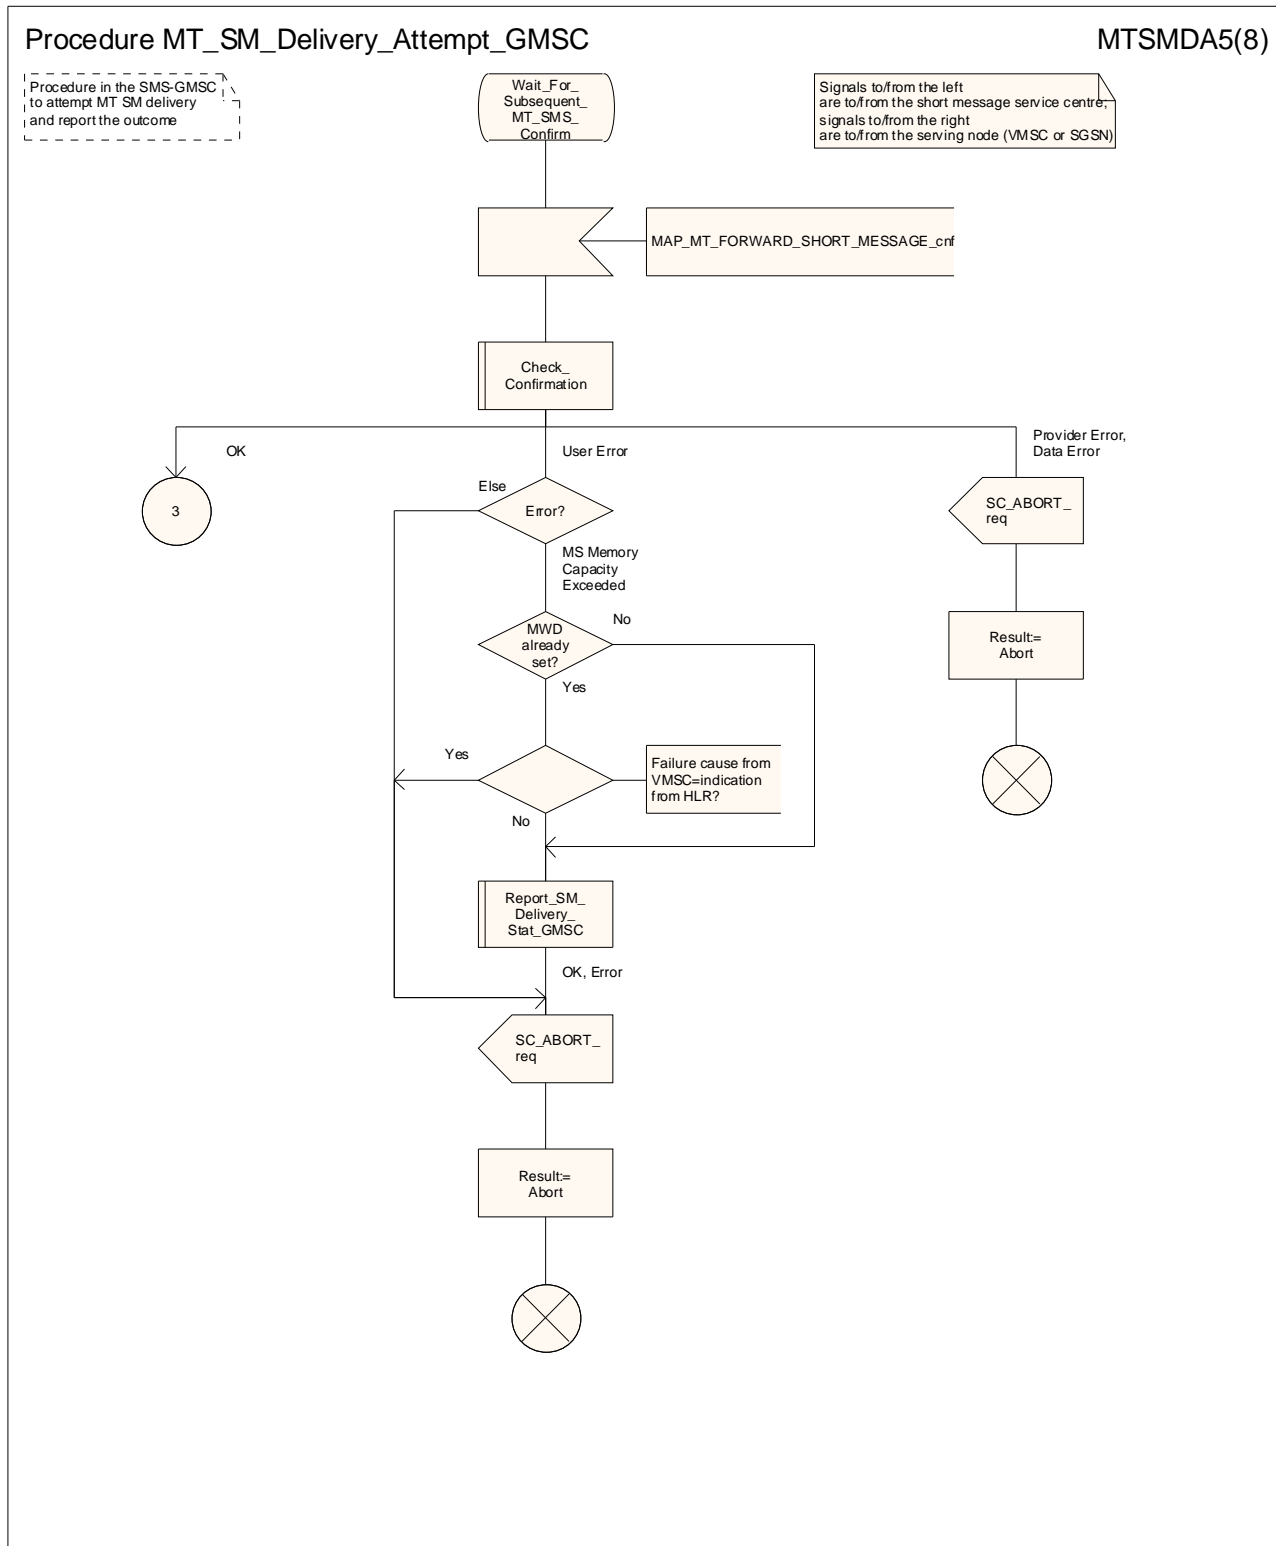 Procedure MT_SM_Delivery_Attempt_GMSC
MTSMDA5(8)
Procedure in the SMS-GMSC
to attempt MT SM delivery
and report the outcome
Wait_For_
Subsequent_
MT_SMS_
Confirm
Signals to/from the left
are to/from the short message service centre;
signals to/from the right
are to/from the serving node (VMSC or SGSN)
MAP_MT_FORWARD_SHORT_MESSAGE_cnf
Check_
Confirmation
OK
User Error
Provider Error,
Data Error
3
Else
Error?
SC_ABORT_
req
MS Memory
Capacity
Exceeded
MWD
already
set?
No
Result:=
Abort
Yes
Yes
Failure cause from
VMSC=indication
from HLR?
No
Report_SM_
Delivery_
Stat_GMSC
OK, Error
SC_ABORT_
req
Result:=
Abort